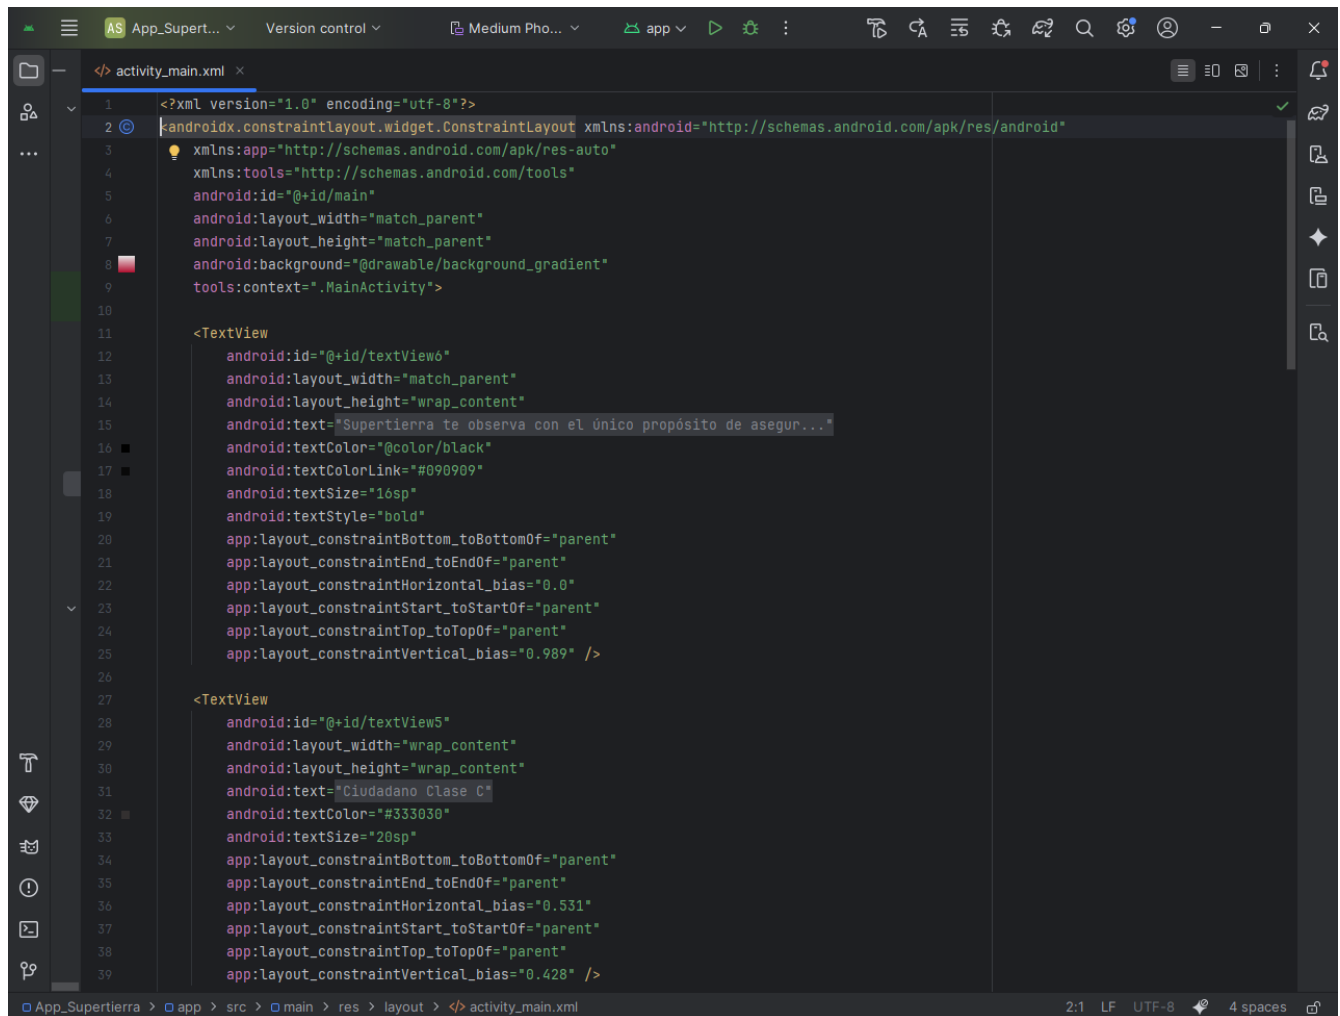 AS App_Supert... Version control Medium Pho... app
activity_main.xml
1 <?xml version="1.0" encoding="utf-8"?>
2 <androidx.constraintlayout.widget.ConstraintLayout xmlns:android="http://schemas.android.com/apk/res/android"
3 xmlns:app="http://schemas.android.com/apk/res-auto"
4 xmlns:tools="http://schemas.android.com/tools"
5 android:id="@+id/main"
6 android:layout_width="match_parent"
7 android:layout_height="match_parent"
8 android:background="@drawable/background_gradient"
9 tools:context=".MainActivity">
10
11 <TextView
12 android:id="@+id/textView6"
13 android:layout_width="match_parent"
14 android:layout_height="wrap_content"
15 android:text="Supertierra te observa con el único propósito de asegur..."
16 android:textColor="@color/black"
17 android:textColorLink="#090909"
18 android:textSize="16sp"
19 android:textStyle="bold"
20 app:layout_constraintBottom_toBottomOf="parent"
21 app:layout_constraintEnd_toEndOf="parent"
22 app:layout_constraintHorizontal_bias="0.0"
23 app:layout_constraintStart_toStartOf="parent"
24 app:layout_constraintTop_toTopOf="parent"
25 app:layout_constraintVertical_bias="0.989" />
26
27 <TextView
28 android:id="@+id/textView5"
29 android:layout_width="wrap_content"
30 android:layout_height="wrap_content"
31 android:text="Ciudadano Clase C"
32 android:textColor="#333030"
33 android:textSize="20sp"
34 app:layout_constraintBottom_toBottomOf="parent"
35 app:layout_constraintEnd_toEndOf="parent"
36 app:layout_constraintHorizontal_bias="0.531"
37 app:layout_constraintStart_toStartOf="parent"
38 app:layout_constraintTop_toTopOf="parent"
39 app:layout_constraintVertical_bias="0.428" />
App_Supertierra > app > src > main > res > layout > activity_main.xml 2:1 LF UTF-8 4 spaces